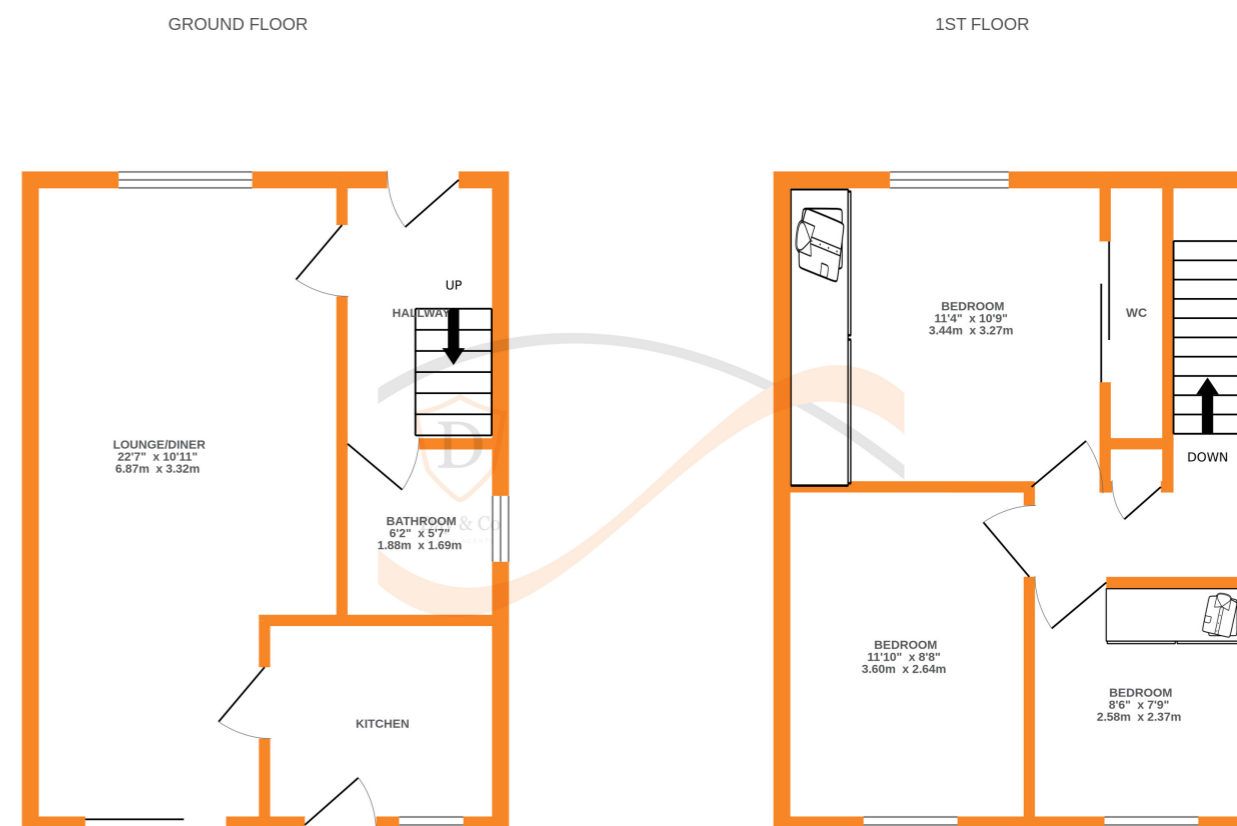 GROUND FLOOR
1ST FLOOR
UP
HALLWAY
LOUNGE/DINER
22'7" x 10'11"
6.87m x 3.32m
BATHROOM
6'2" x 5'7"
1.88m x 1.69m
KITCHEN
BEDROOM
11'4" x 10'9"
3.44m x 3.27m
WC
DOWN
BEDROOM
11'10" x 8'8"
3.60m x 2.64m
BEDROOM
8'6" x 7'9"
2.58m x 2.37m
D
& Co